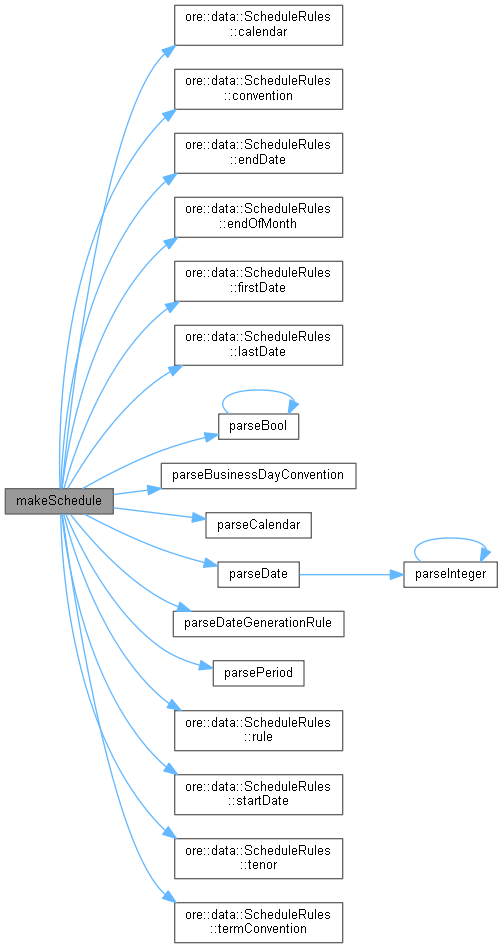 ore::data::ScheduleRules
::calendar
ore::data::ScheduleRules
::convention
ore::data::ScheduleRules
::endDate
ore::data::ScheduleRules
::endOfMonth
ore::data::ScheduleRules
::firstDate
ore::data::ScheduleRules
::lastDate
parseBool
parseBusinessDayConvention
makeSchedule
parseCalendar
parseDate
parseInteger
parseDateGenerationRule
parsePeriod
ore::data::ScheduleRules
::rule
ore::data::ScheduleRules
::startDate
ore::data::ScheduleRules
::tenor
ore::data::ScheduleRules
::termConvention